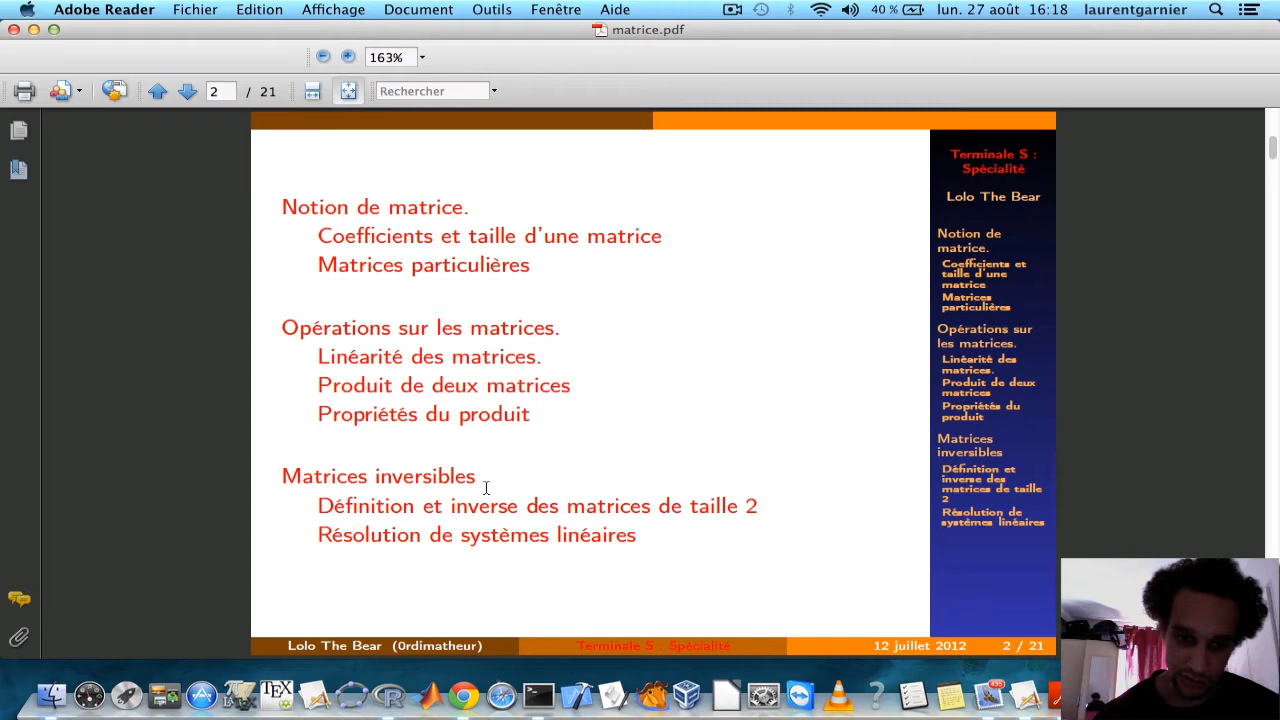 Adobe Reader Fichier Edition Affichage Document Outils Fenêtre Aide 40 % lun. 27 août 16:18 laurentgarnier
matrice.pdf
163%
2 / 21 Rechercher
Notion de matrice.
Coefficients et taille d'une matrice
Matrices particulières
Opérations sur les matrices.
Linéarité des matrices.
Produit de deux matrices
Propriétés du produit
Matrices inversibles
Définition et inverse des matrices de taille 2
Résolution de systèmes linéaires
Terminale S :
Spécialité
Lolo The Bear
Notion de
matrice.
Coefficients et
taille d'une
matrice
Matrices
particulières
Opérations sur
les matrices.
Linéarité des
matrices.
Produit de deux
matrices
Propriétés du
produit
Matrices
inversibles
Définition et
inverse des
matrices de taille
2
Résolution de
systèmes linéaires
Lolo The Bear (0rdimatheur) Terminale S : Spécialité 12 juillet 2012 2 / 21
TEX
435